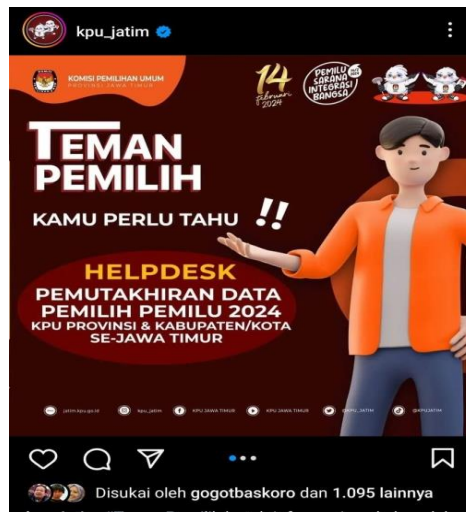 kpu_jatim
KOMISI PEMILIHAN UMUM
PROVINSI JAWA TIMUR
14
Februari
2024
PEMILU
SARANA
INTEGRASI
BANGSA
TEMAN
PEMILIH
KAMU PERLU TAHU !!
HELPDESK
PEMUTAKHIRAN DATA
PEMILIH PEMILU 2024
KPU PROVINSI & KABUPATEN/KOTA
SE-JAWA TIMUR
jatim.kpu.go.id kpu_jatim KPU JAWA TIMUR KPU JAWA TIMUR @KPU_JATIM @KPUJATIM
Disukai oleh gogotbaskoro dan 1.095 lainnya